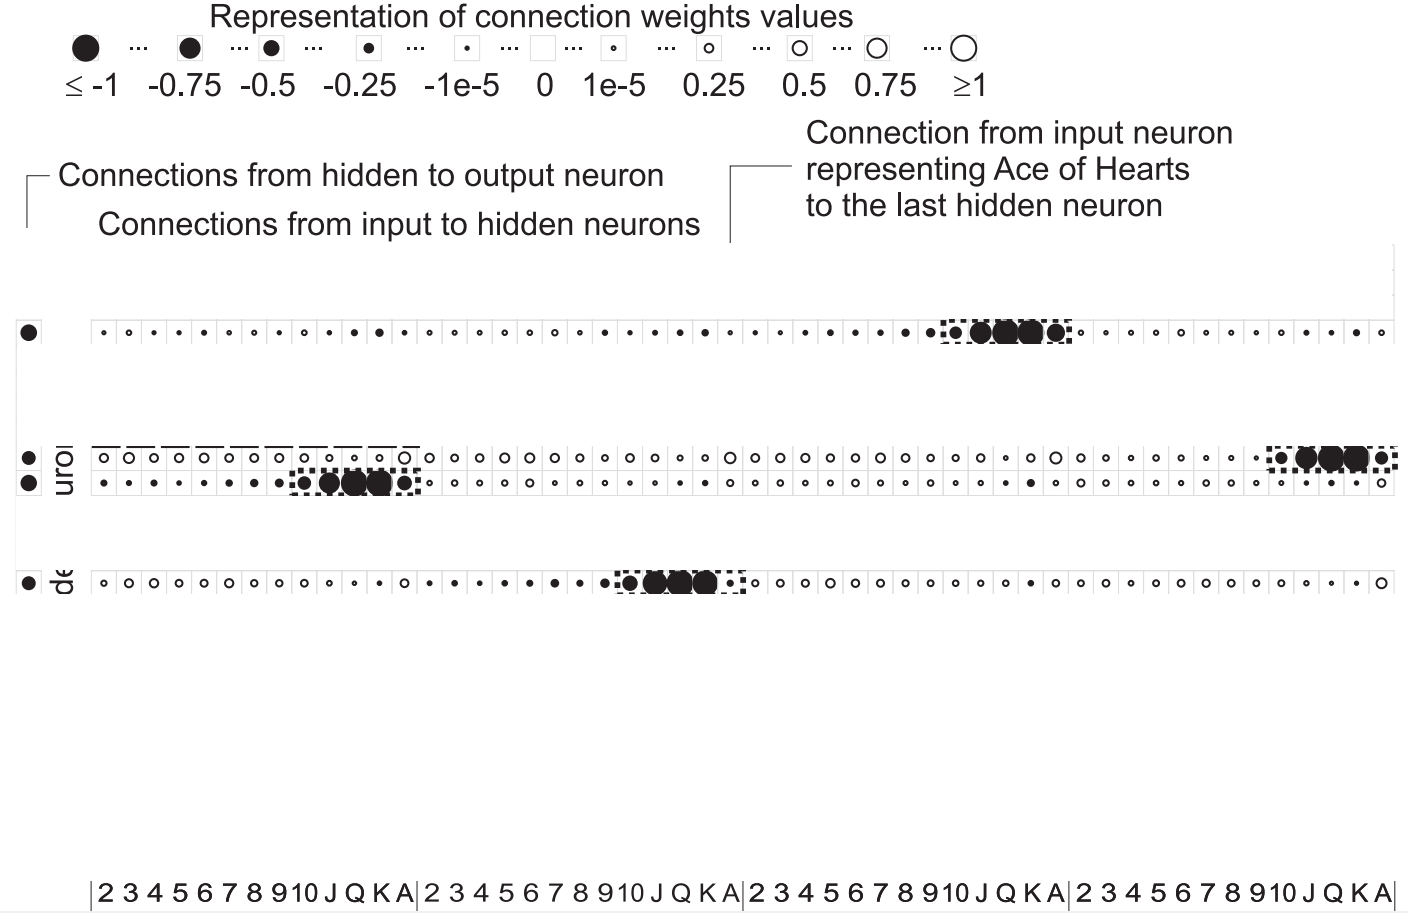 Representation of connection weights values
... ... ... ... ... ... ... ... ... ...
≤ -1 -0.75 -0.5 -0.25 -1e-5 0 1e-5 0.25 0.5 0.75 ≥1
Connection from input neuron
representing Ace of Hearts
to the last hidden neuron
Connections from hidden to output neuron
Connections from input to hidden neurons
uro
de
2 3 4 5 6 7 8 9 10 J Q K A 2 3 4 5 6 7 8 9 10 J Q K A 2 3 4 5 6 7 8 9 10 J Q K A 2 3 4 5 6 7 8 9 10 J Q K A